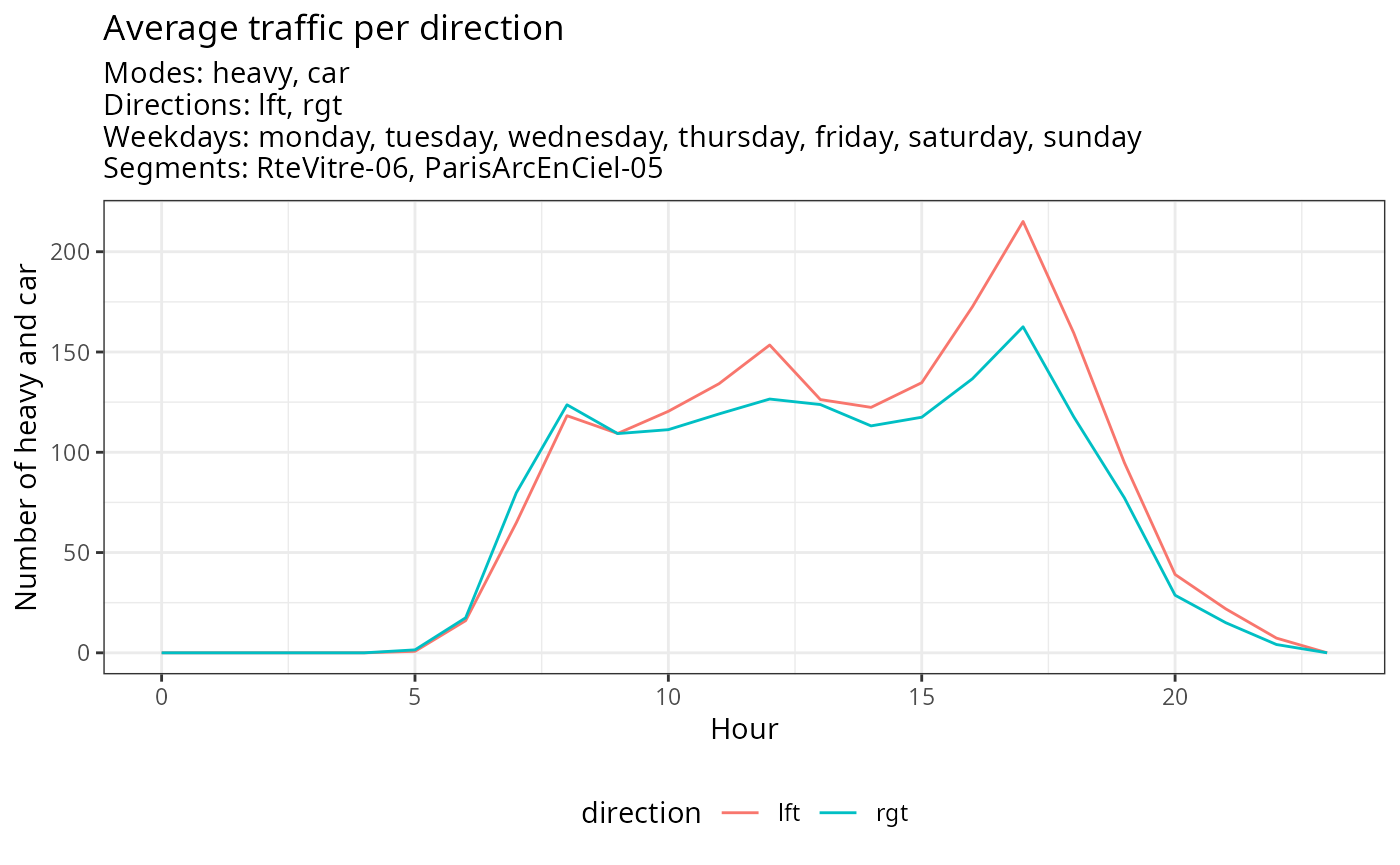 Average traffic per direction
Modes: heavy, car
Directions: lft, rgt
Weekdays: monday, tuesday, wednesday, thursday, friday, saturday, sunday
Segments: RteVitre-06, ParisArcEnCiel-05
Number of heavy and car
200
150
100
50
0
0 5 10 15 20
Hour
direction lft rgt